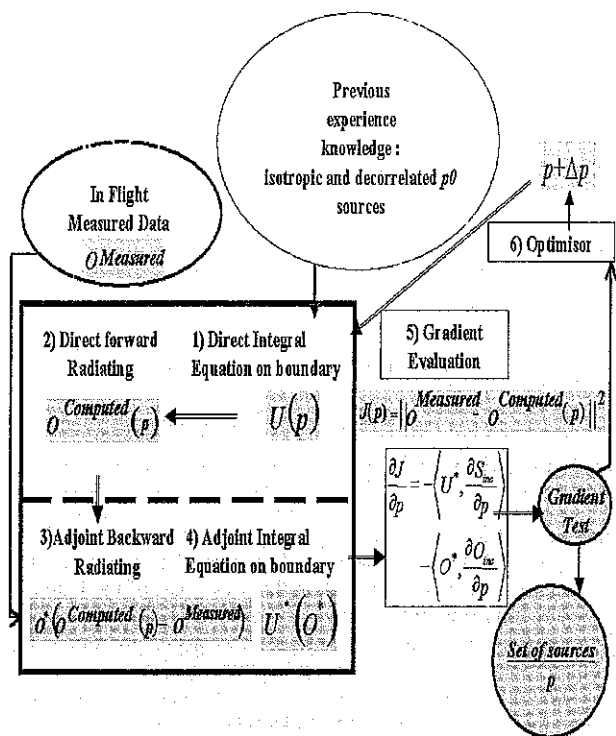 Previous
experience
knowledge :
Isotropic and decorrelated p0
sources
In Flight
Measured Data
O Measured
p+Δp
6) Optimisor
2) Direct forward
Radiating
1) Direct Integral
Equation on boundary
O Computed (p)
U(p)
5) Gradient
Evaluation
J(p)=||O Measured - O Computed (p)||²
∂J/∂p = -⟨U*, ∂S inc/∂p⟩
-⟨O*, ∂O inc/∂p⟩
Gradient
Test
3)Adjoint Backward
Radiating
4) Adjoint Integral
Equation on boundary
O*(O Computed (p) - O Measured)
U*(O*)
Set of sources
p